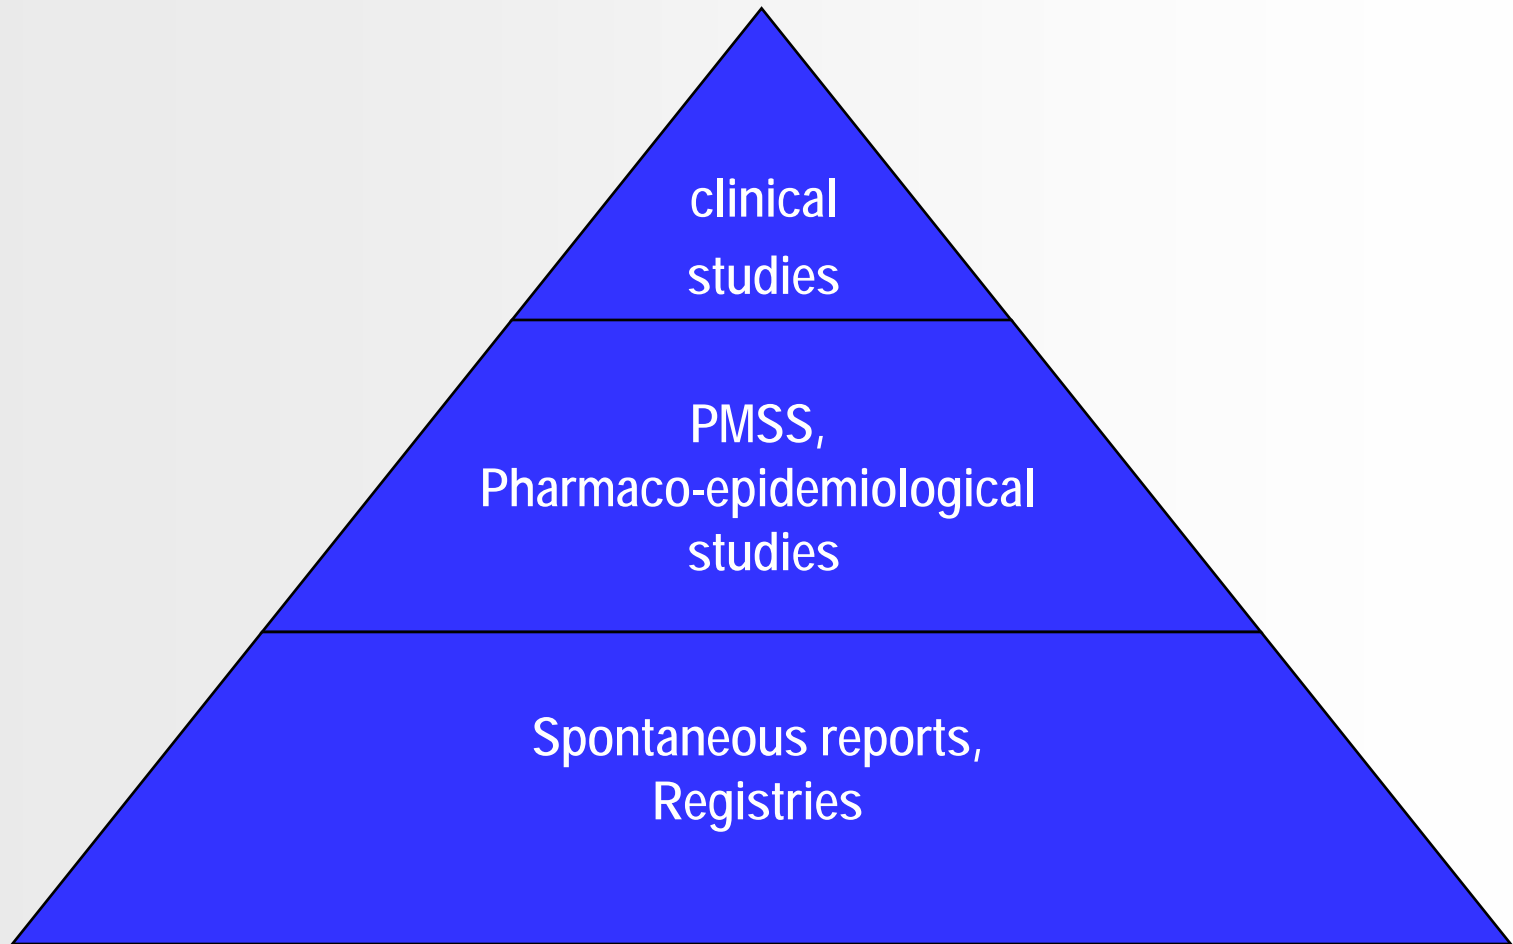 clinical
studies
PMSS,
Pharmaco-epidemiological
studies
Spontaneous reports,
Registries